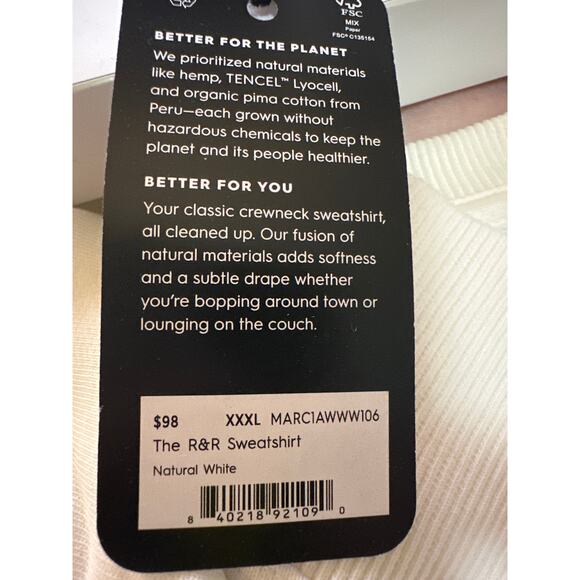 FSC
MIX
Paper
FSC® C135154
BETTER FOR THE PLANET
We prioritized natural materials
like hemp, TENCEL™ Lyocell,
and organic pima cotton from
Peru—each grown without
hazardous chemicals to keep the
planet and its people healthier.
BETTER FOR YOU
Your classic crewneck sweatshirt,
all cleaned up. Our fusion of
natural materials adds softness
and a subtle drape whether
you're bopping around town or
lounging on the couch.
$98 XXXL MARC1AWWW106
The R&R Sweatshirt
Natural White
8 40218 92109 0